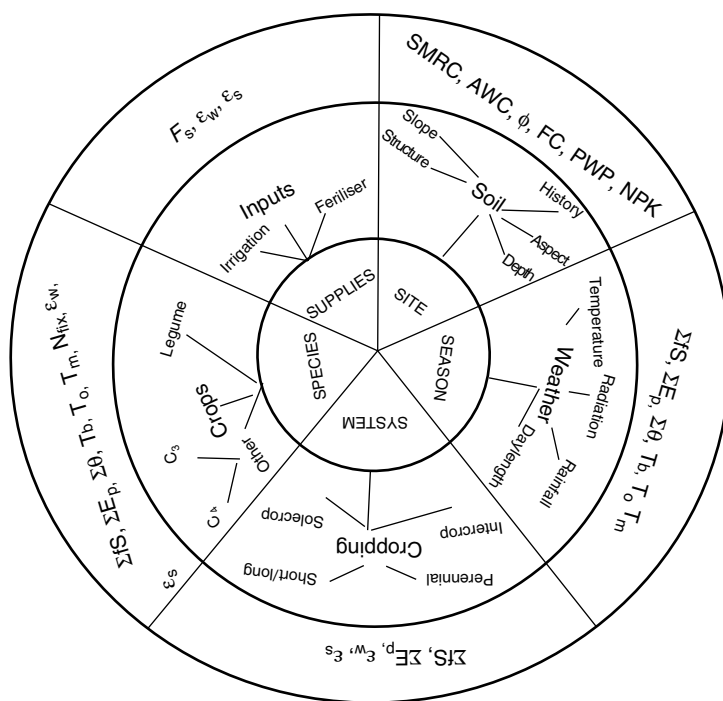 SMRC, AWC, ϕ, FC, PWP, NPK
Slope
Structure
Soil
History
Aspect
Depth
SITE
SEASON
Temperature
Weather
Radiation
Daylength
Rainfall
ΣfS, ΣEp, Σθ, Tb, To Tm
SYSTEM
Solecrop
Intercrop
Cropping
Short/long
Perennial
ΣfS, ΣEp, εw, εs
SPECIES
Legume
Crops
Other
C3
C4
ΣfS, ΣEp, Σθ, Tb, To, Tm, Nfix, εw,
εs
SUPPLIES
Inputs
Feriliser
Irrigation
Fs, εw, εs